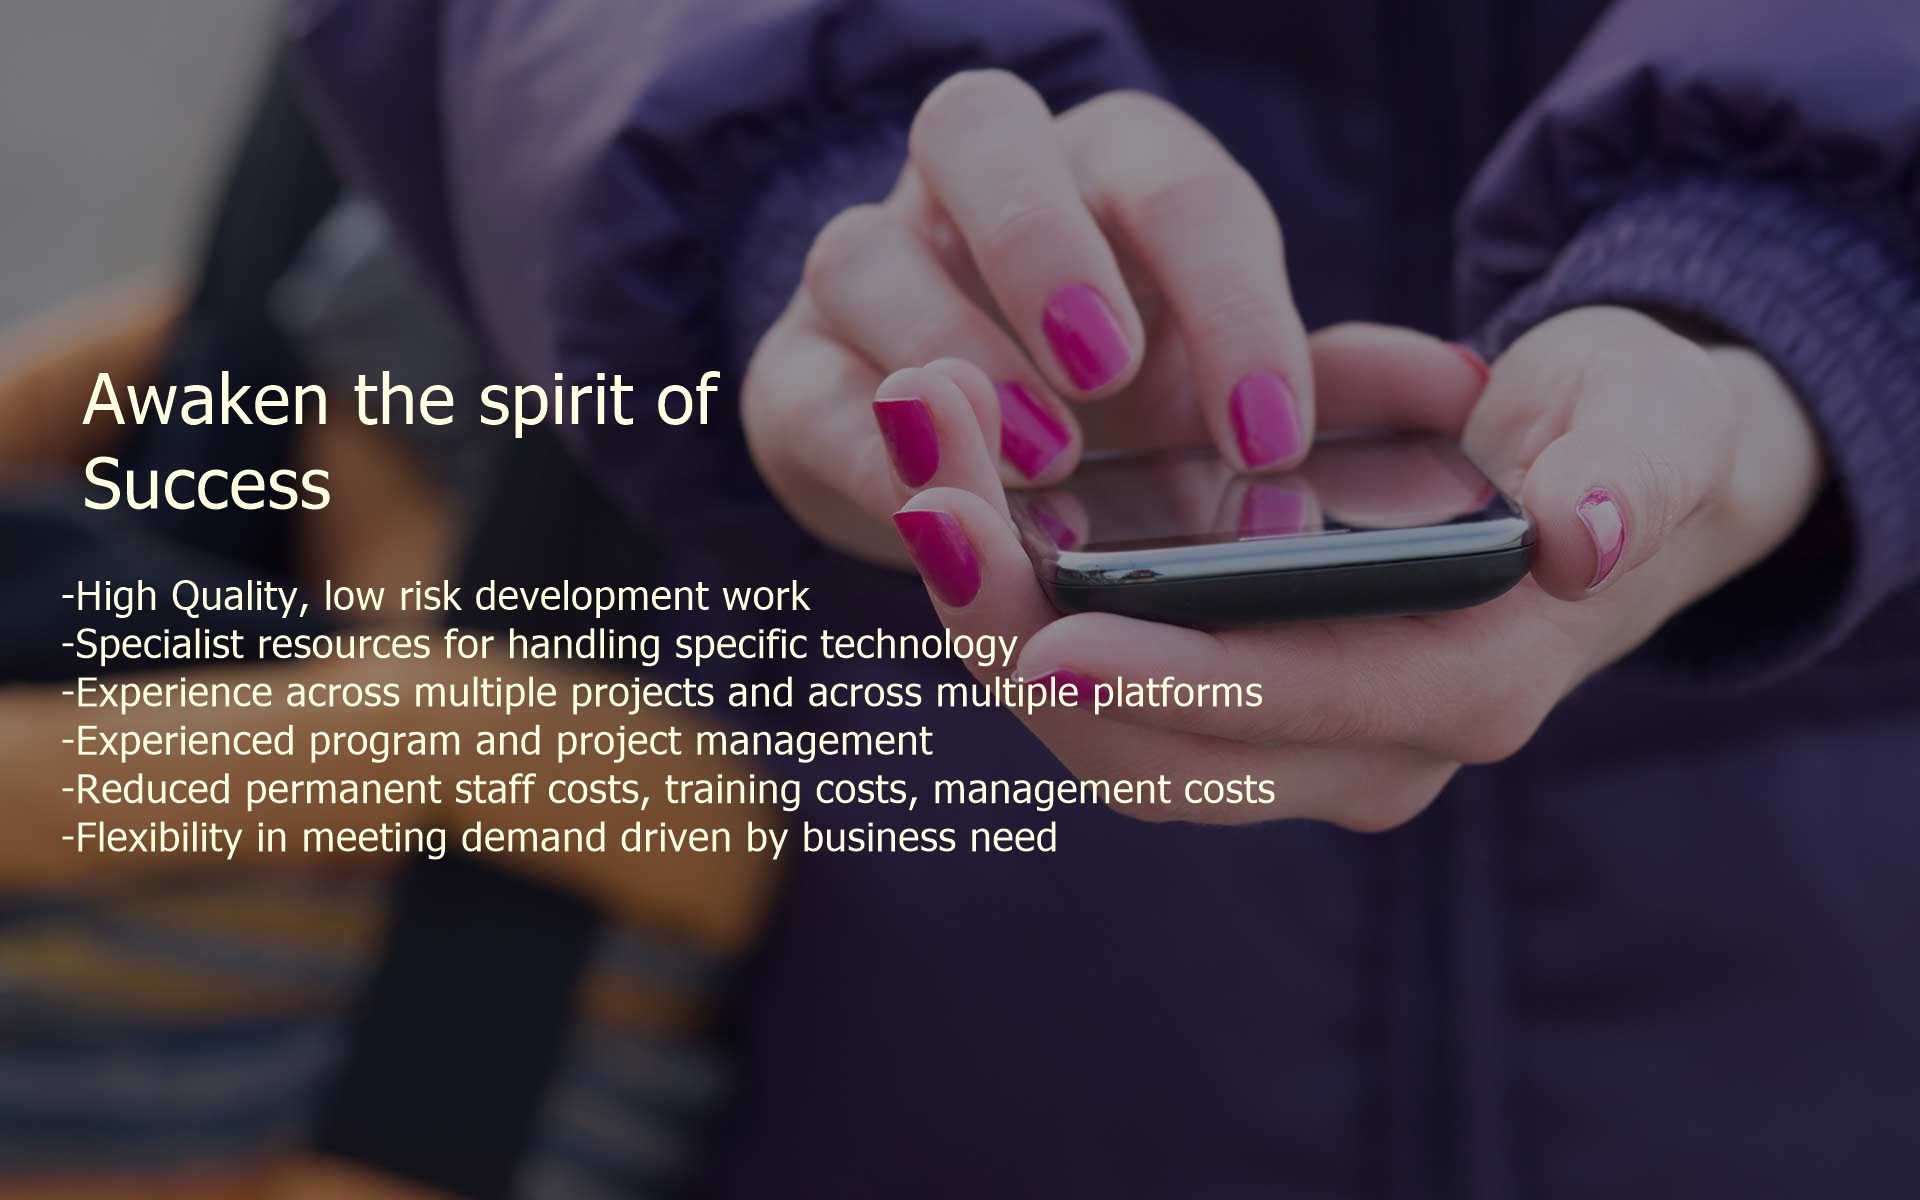 Awaken the spirit of
Success
-High Quality, low risk development work
-Specialist resources for handling specific technology
-Experience across multiple projects and across multiple platforms
-Experienced program and project management
-Reduced permanent staff costs, training costs, management costs
-Flexibility in meeting demand driven by business need